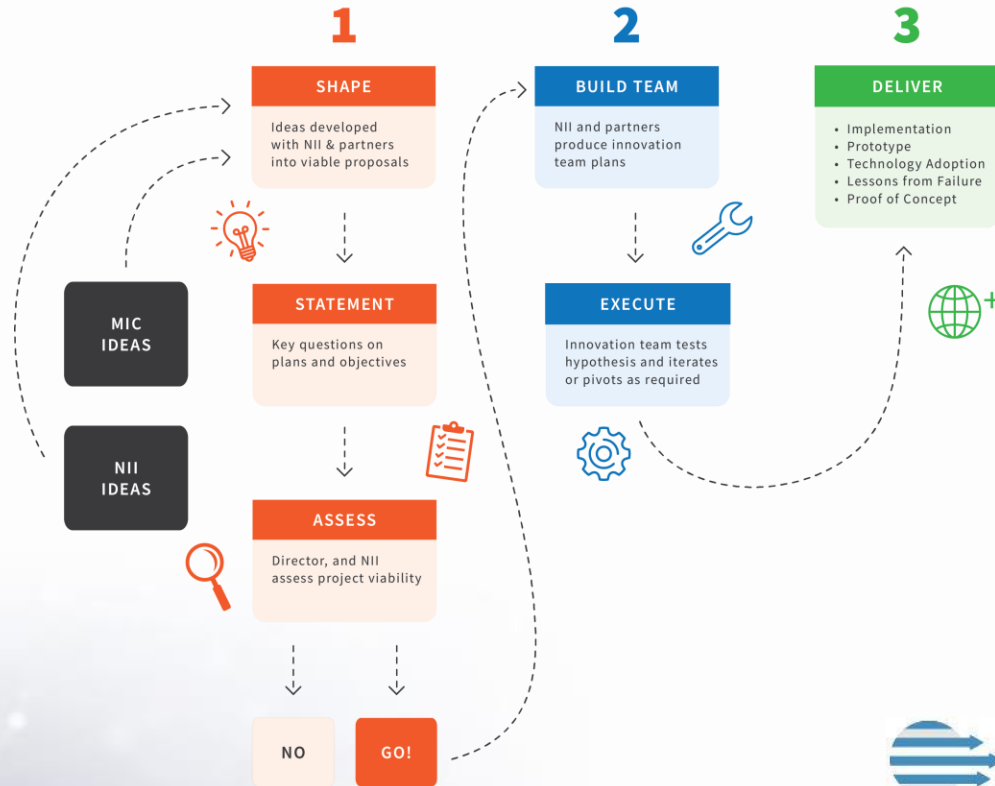 1
SHAPE
Ideas developed
with NII & partners
into viable proposals
MIC
IDEAS
NII
IDEAS
STATEMENT
Key questions on
plans and objectives
ASSESS
Director, and NII
assess project viability
NO
GO!
2
BUILD TEAM
NII and partners
produce innovation
team plans
EXECUTE
Innovation team tests
hypothesis and iterates
or pivots as required
3
DELIVER
• Implementation
• Prototype
• Technology Adoption
• Lessons from Failure
• Proof of Concept
+